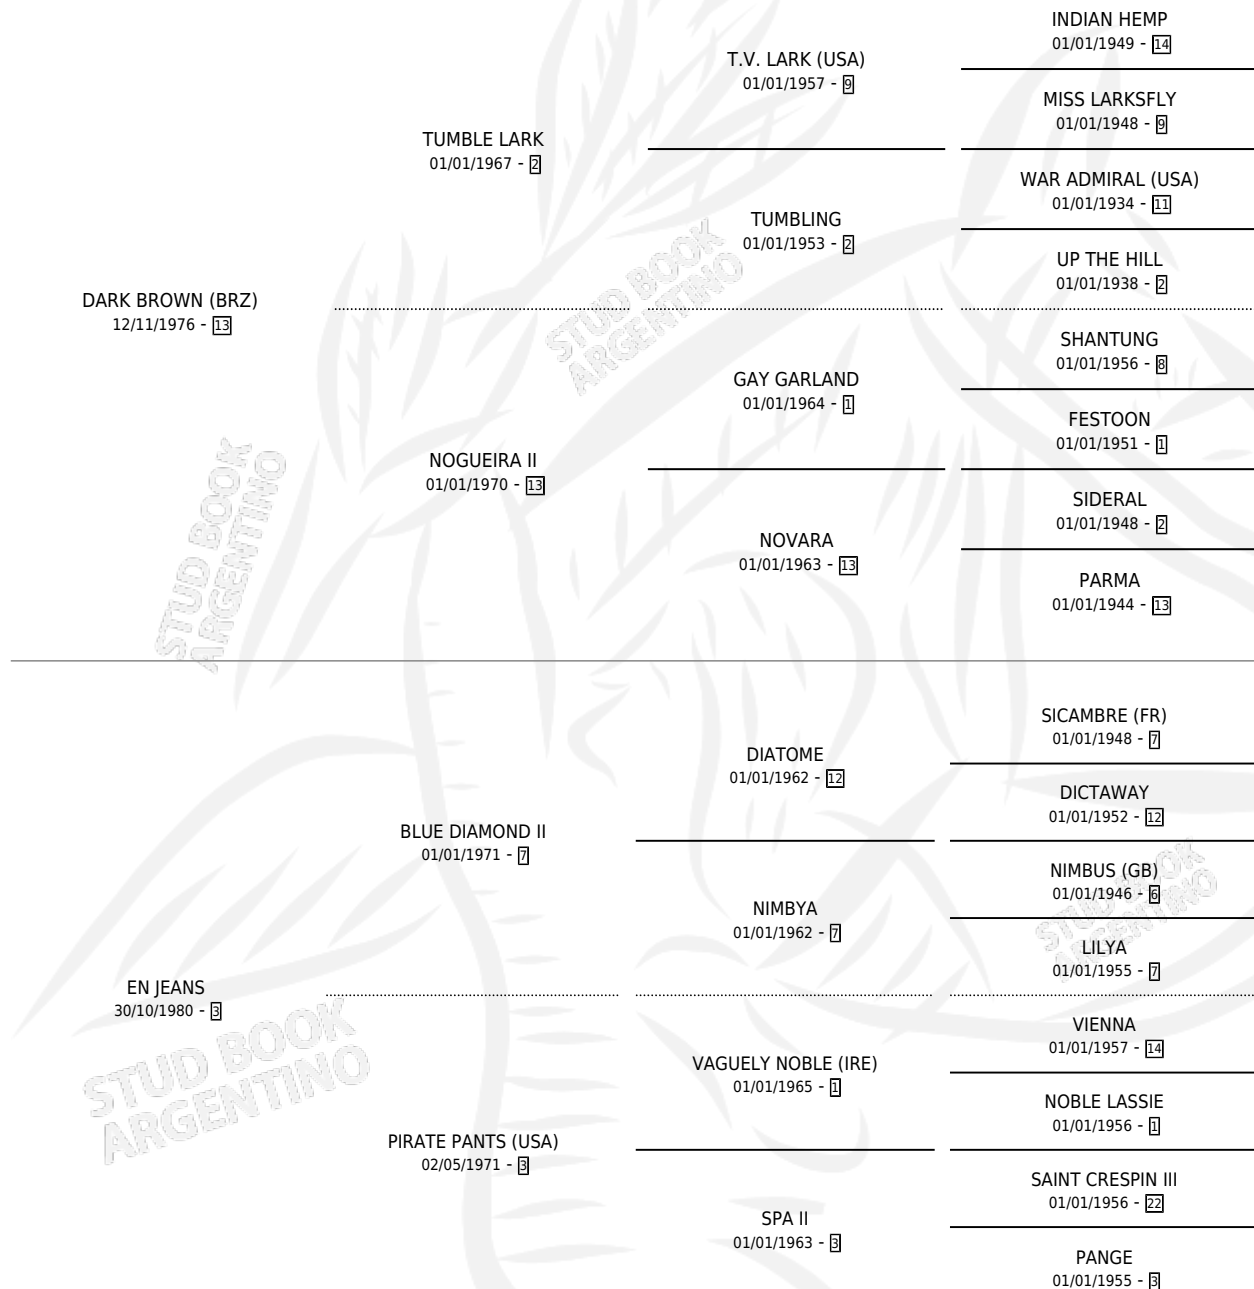 INDIAN HEMP
01/01/1949 - 14
T.V. LARK (USA)
01/01/1957 - 9
MISS LARKSFLY
01/01/1948 - 9
TUMBLE LARK
01/01/1967 - 2
WAR ADMIRAL (USA)
01/01/1934 - 11
TUMBLING
01/01/1953 - 2
UP THE HILL
01/01/1938 - 2
DARK BROWN (BRZ)
12/11/1976 - 13
SHANTUNG
01/01/1956 - 8
GAY GARLAND
01/01/1964 - 1
FESTOON
01/01/1951 - 1
NOGUEIRA II
01/01/1970 - 13
SIDERAL
01/01/1948 - 2
NOVARA
01/01/1963 - 13
PARMA
01/01/1944 - 13
STUD BOOK
ARGENTINO
STUD BOOK
ARGENTINO
SICAMBRE (FR)
01/01/1948 - 7
DIATOME
01/01/1962 - 12
DICTAWAY
01/01/1952 - 12
BLUE DIAMOND II
01/01/1971 - 7
NIMBUS (GB)
01/01/1946 - 6
NIMBYA
01/01/1962 - 7
LILYA
01/01/1955 - 7
EN JEANS
30/10/1980 - 3
VIENNA
01/01/1957 - 14
VAGUELY NOBLE (IRE)
01/01/1965 - 1
NOBLE LASSIE
01/01/1956 - 1
PIRATE PANTS (USA)
02/05/1971 - 3
SAINT CRESPIN III
01/01/1956 - 22
SPA II
01/01/1963 - 3
PANGE
01/01/1955 - 3
STUD BOOK
ARGENTINO
STUD BOOK
ARGENTINO